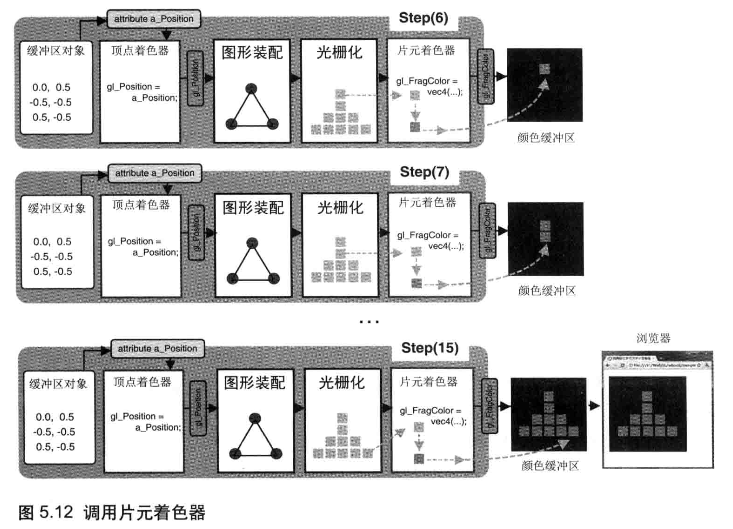 attribute a_Position
Step(6)
缓冲区对象
顶点着色器
图形装配
光栅化
片元着色器
0.0, 0.5
-0.5, -0.5
0.5, -0.5
gl_Position =
a_Position;
gl_Position
gl_FragColor =
vec4(...);
gl_FragColor
颜色缓冲区
attribute a_Position
Step(7)
缓冲区对象
顶点着色器
图形装配
光栅化
片元着色器
0.0, 0.5
-0.5, -0.5
0.5, -0.5
gl_Position =
a_Position;
gl_Position
gl_FragColor =
vec4(...);
gl_FragColor
颜色缓冲区
...
attribute a_Position
Step(15)
浏览器
缓冲区对象
顶点着色器
图形装配
光栅化
片元着色器
0.0, 0.5
-0.5, -0.5
0.5, -0.5
gl_Position =
a_Position;
gl_Position
gl_FragColor =
vec4(...);
gl_FragColor
颜色缓冲区
图 5.12 调用片元着色器